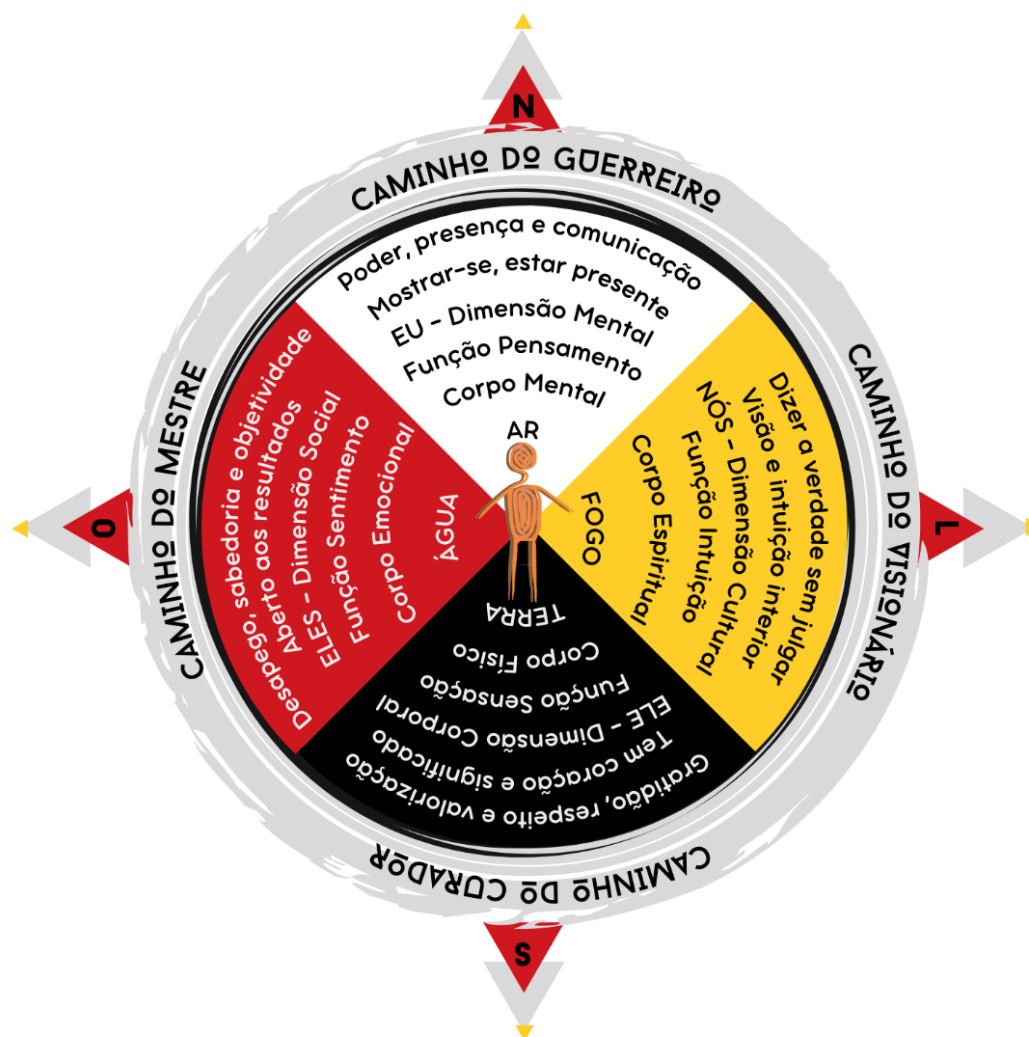 N
CAMINHO DO GUERREIRO
Poder, presença e comunicação
Mostrar-se, estar presente
EU - Dimensão Mental
Função Pensamento
Corpo Mental
AR
L
CAMINHO DO VISIONÁRIO
Dizer a verdade sem julgar
Visão e intuição interior
NÓS - Dimensão Cultural
Função Intuição
Corpo Espiritual
FOGO
S
CAMINHO DO CURADOR
Gratidão, respeito e valorização
Tem coração e significado
ELE - Dimensão Corporal
Função Sensação
Corpo Físico
TERRA
O
CAMINHO DO MESTRE
Desapego, sabedoria e objetividade
Aberto aos resultados
ELES - Dimensão Social
Função Sentimento
Corpo Emocional
ÁGUA